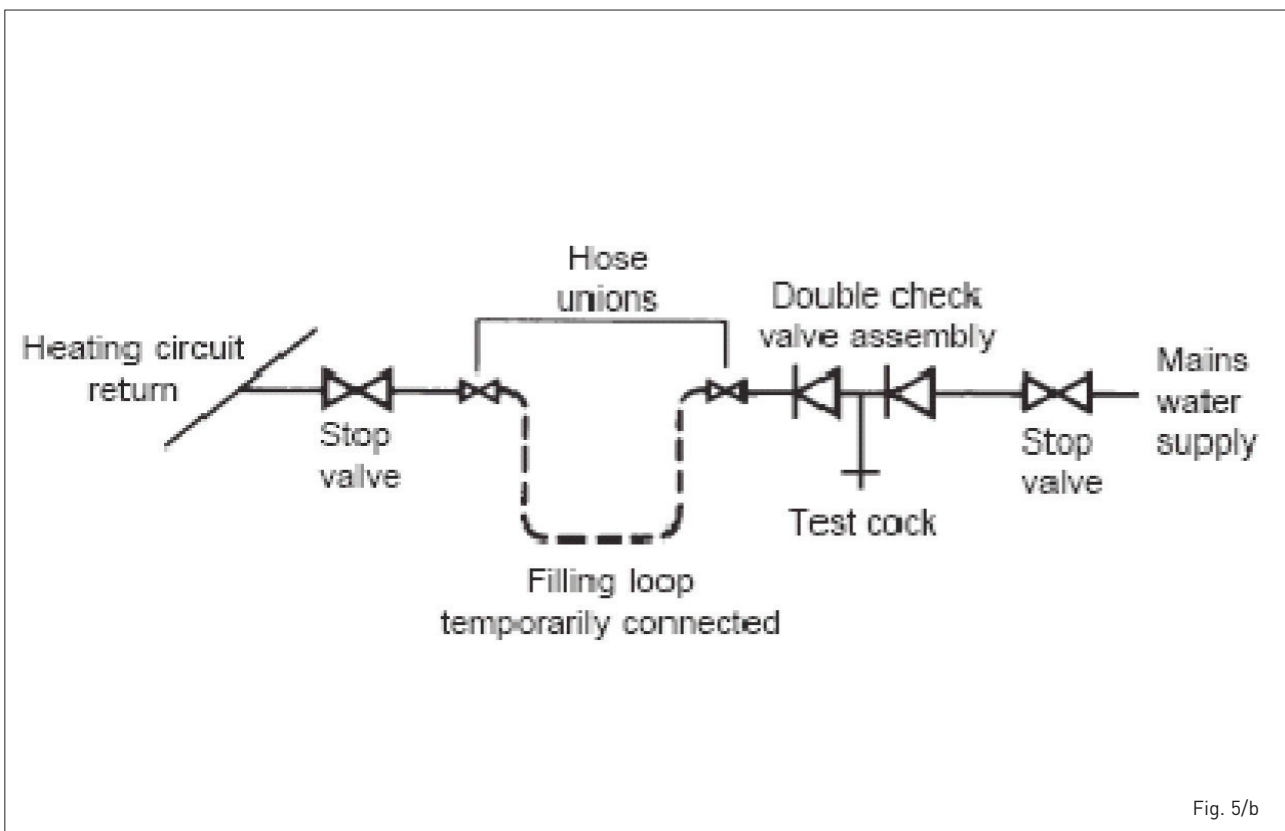 Heating circuit
return
Stop
valve
Hose
unions
Filling loop
temporarily connected
Double check
valve assembly
Test cock
Stop
valve
Mains
water
supply
Fig. 5/b